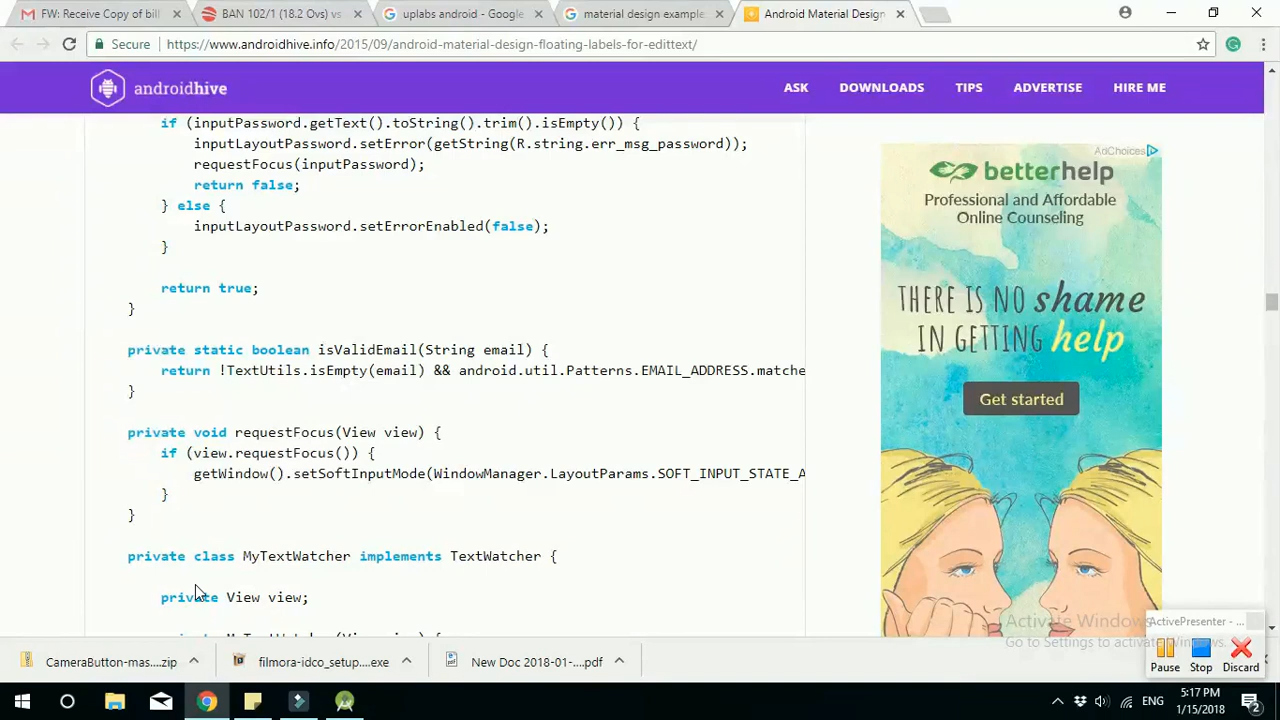 FW: Receive Copy of bill
BAN 102/1 (18.2 Ovs) vs
uplabs android - Google
material design example
Android Material Design
Secure
https://www.androidhive.info/2015/09/android-material-design-floating-labels-for-edittext/
androidhive
ASK
DOWNLOADS
TIPS
ADVERTISE
HIRE ME
if (inputPassword.getText().toString().trim().isEmpty()) {
inputLayoutPassword.setError(getString(R.string.err_msg_password));
requestFocus(inputPassword);
return false;
} else {
inputLayoutPassword.setErrorEnabled(false);
}
return true;
}
private static boolean isValidEmail(String email) {
return !TextUtils.isEmpty(email) && android.util.Patterns.EMAIL_ADDRESS.matche
}
private void requestFocus(View view) {
if (view.requestFocus()) {
getWindow().setSoftInputMode(WindowManager.LayoutParams.SOFT_INPUT_STATE_A
}
}
private class MyTextWatcher implements TextWatcher {
private View view;
AdChoices
betterhelp
Professional and Affordable
Online Counseling
THERE IS NO shame
IN GETTING help
Get started
Activate Windows
Go to Settings to activate Windows.
ActivePresenter - ...
Pause
Stop
Discard
CameraButton-mas....zip
filmora-idco_setup....exe
New Doc 2018-01-....pdf
ENG
5:17 PM
1/15/2018
2